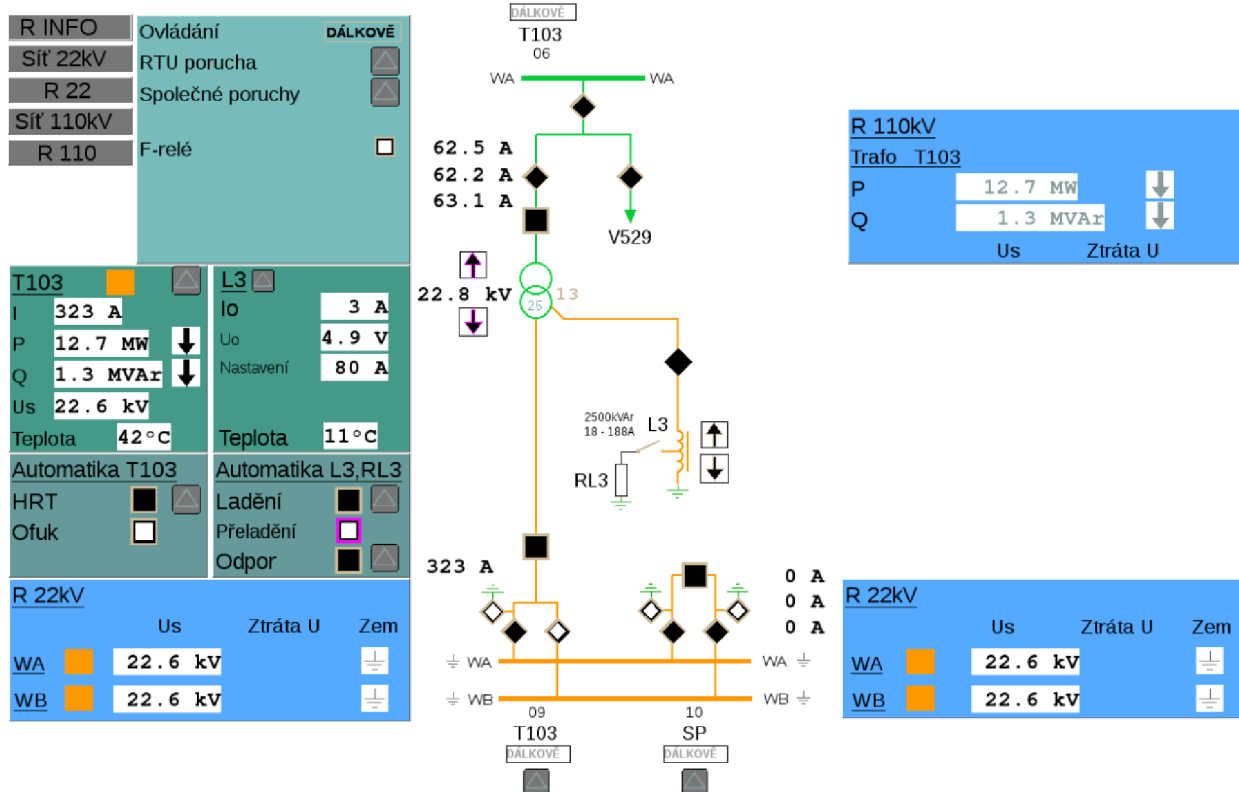 R INFO
Síť 22kV
R 22
Síť 110kV
R 110
Ovládání DÁLKOVĚ
RTU porucha
Společné poruchy
F-relé
DÁLKOVĚ
T103
06
WA WA
62.5 A
62.2 A
63.1 A
V529
22.8 kV
25
13
R 110kV
Trafo T103
P 12.7 MW
Q 1.3 MVAr
Us Ztráta U
T103
I 323 A
P 12.7 MW
Q 1.3 MVAr
Us 22.6 kV
Teplota 42°C
L3
Io 3 A
Uo 4.9 V
Nastavení 80 A
Teplota 11°C
2500kVAr
18 - 188A
L3
RL3
Automatika T103
HRT
Ofuk
Automatika L3,RL3
Ladění
Přeladění
Odpor
323 A
0 A
0 A
0 A
R 22kV
Us Ztráta U Zem
WA 22.6 kV
WB 22.6 kV
WA WA
WB WB
09
T103
DÁLKOVĚ
10
SP
DÁLKOVĚ
R 22kV
Us Ztráta U Zem
WA 22.6 kV
WB 22.6 kV